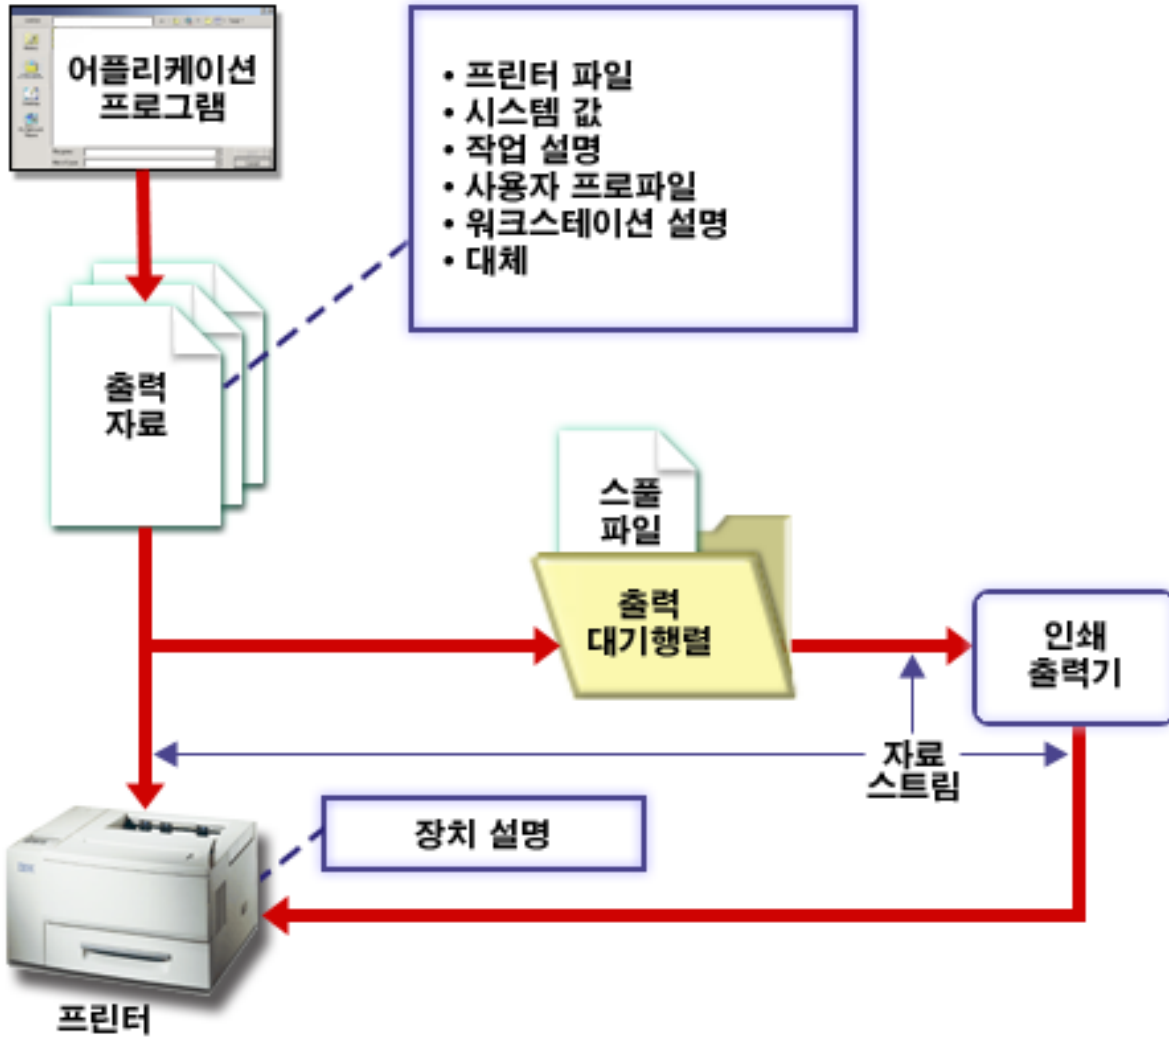 어플리케이션
프로그램
• 프린터 파일
• 시스템 값
• 작업 설명
• 사용자 프로파일
• 워크스테이션 설명
• 대체
출력
자료
스풀
파일
출력
대기행렬
인쇄
출력기
자료
스트림
장치 설명
프린터